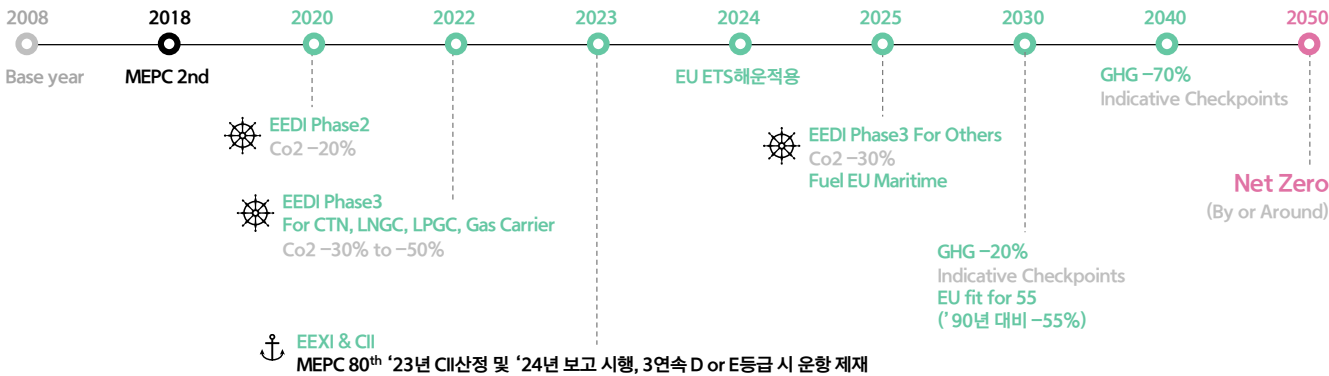 2008 2018 2020 2022 2023 2024 2025 2030 2040 2050
Base year
MEPC 2nd
EEDI Phase2
Co2 -20%
EEDI Phase3
For CTN, LNGC, LPGC, Gas Carrier
Co2 -30% to -50%
EEXI & CII
MEPC 80th ‘23년 CII산정 및 ‘24년 보고 시행, 3연속 D or E등급 시 운항 제재
EU ETS해운적용
EEDI Phase3 For Others
Co2 -30%
Fuel EU Maritime
GHG -20%
Indicative Checkpoints
EU fit for 55
(’90년 대비 -55%)
GHG -70%
Indicative Checkpoints
Net Zero
(By or Around)